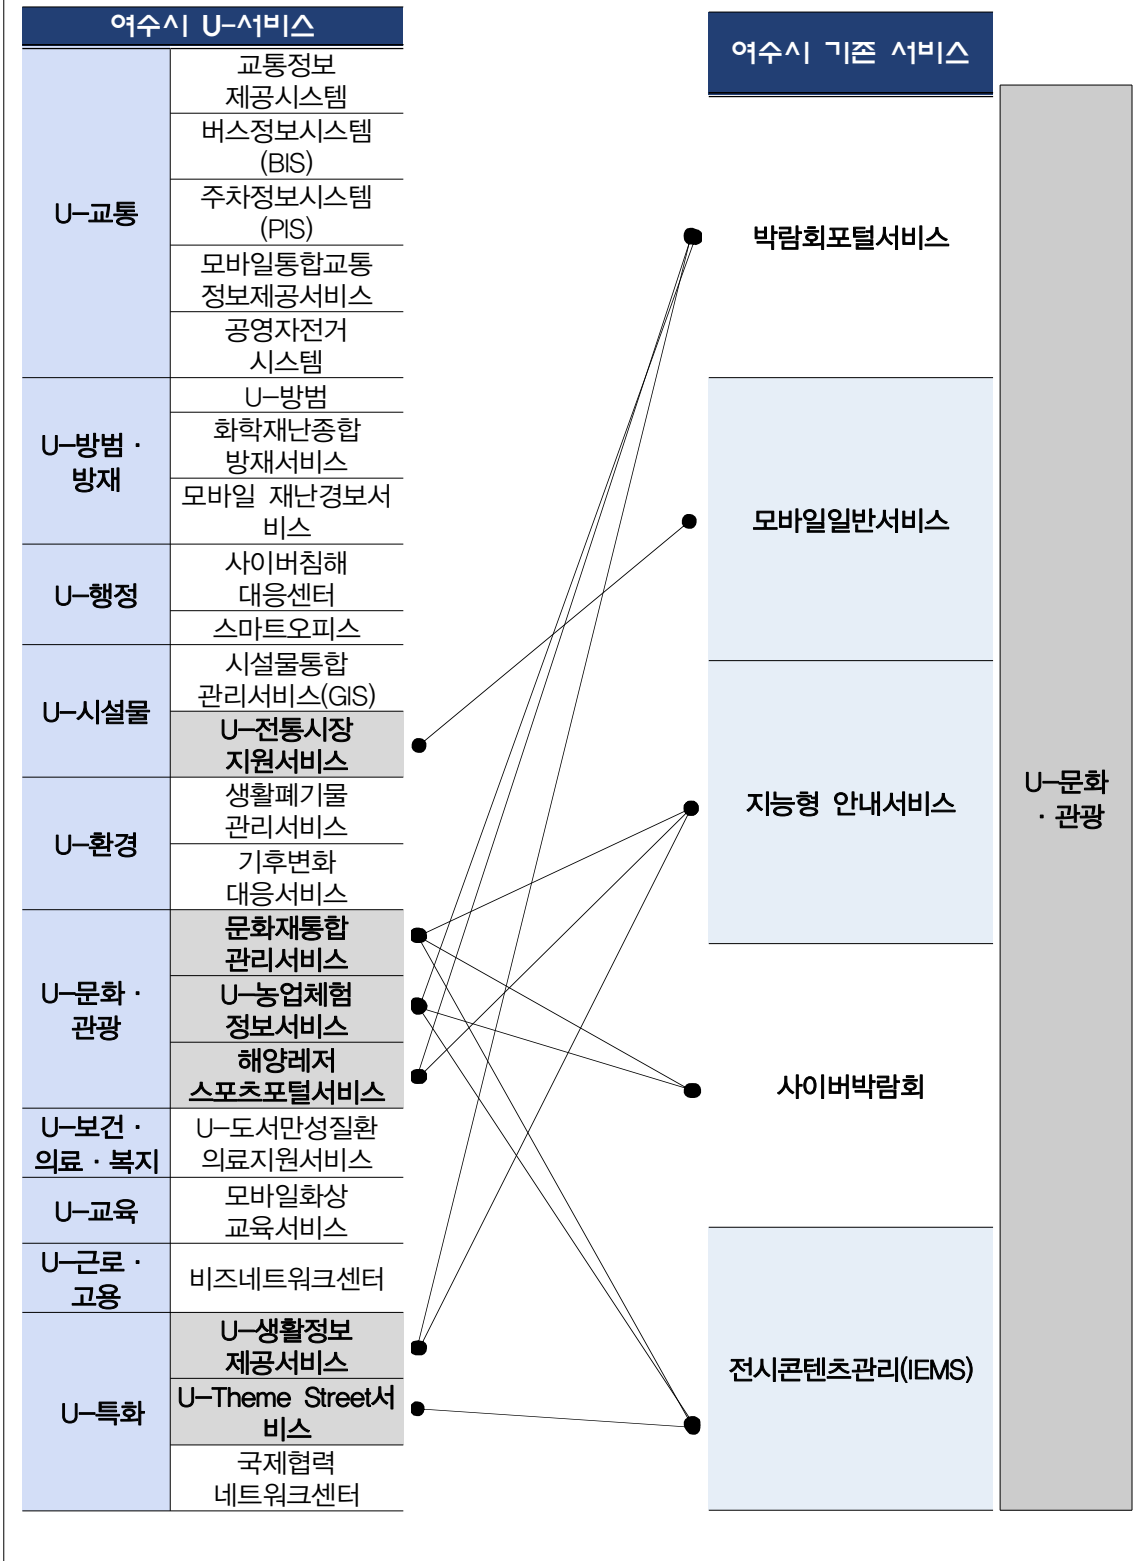 여수시 U-서비스
U-교통
교통정보
제공시스템
버스정보시스템
(BIS)
주차정보시스템
(PIS)
모바일통합교통
정보제공서비스
공영자전거
시스템
U-방범 ·
방재
U-방범
화학재난종합
방재서비스
모바일 재난경보서
비스
U-행정
사이버침해
대응센터
스마트오피스
U-시설물
시설물통합
관리서비스(GIS)
U-전통시장
지원서비스
U-환경
생활폐기물
관리서비스
기후변화
대응서비스
U-문화 ·
관광
문화재통합
관리서비스
U-농업체험
정보서비스
해양레저
스포츠포털서비스
U-보건 ·
의료 · 복지
U-도서만성질환
의료지원서비스
U-교육
모바일화상
교육서비스
U-근로 ·
고용
비즈네트워크센터
U-특화
U-생활정보
제공서비스
U-Theme Street서
비스
국제협력
네트워크센터
여수시 기존 서비스
박람회포털서비스
모바일일반서비스
지능형 안내서비스
사이버박람회
전시콘텐츠관리(IEMS)
U-문화
· 관광